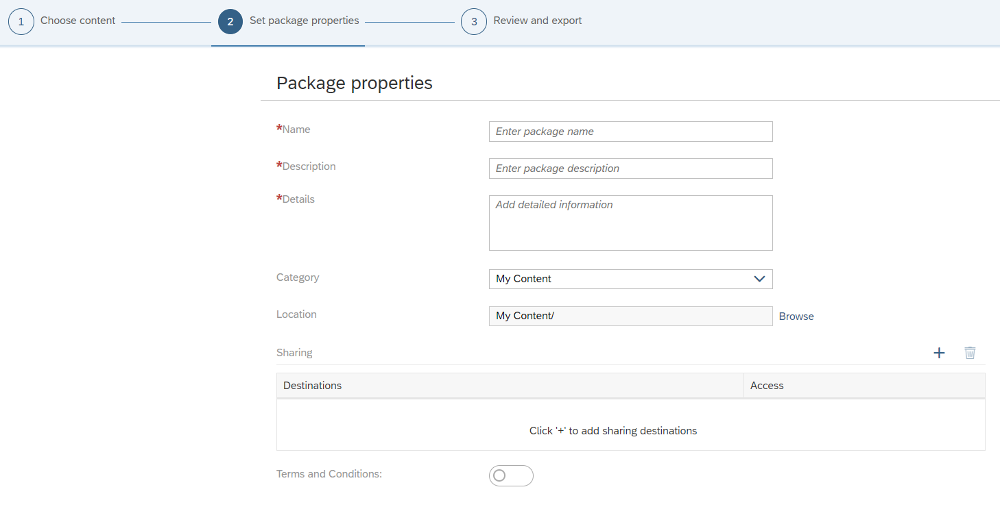 1 Choose content 2 Set package properties 3 Review and export
Package properties
*Name Enter package name
*Description Enter package description
*Details Add detailed information
Category My Content
Location My Content/ Browse
Sharing +
Destinations Access
Click '+' to add sharing destinations
Terms and Conditions: